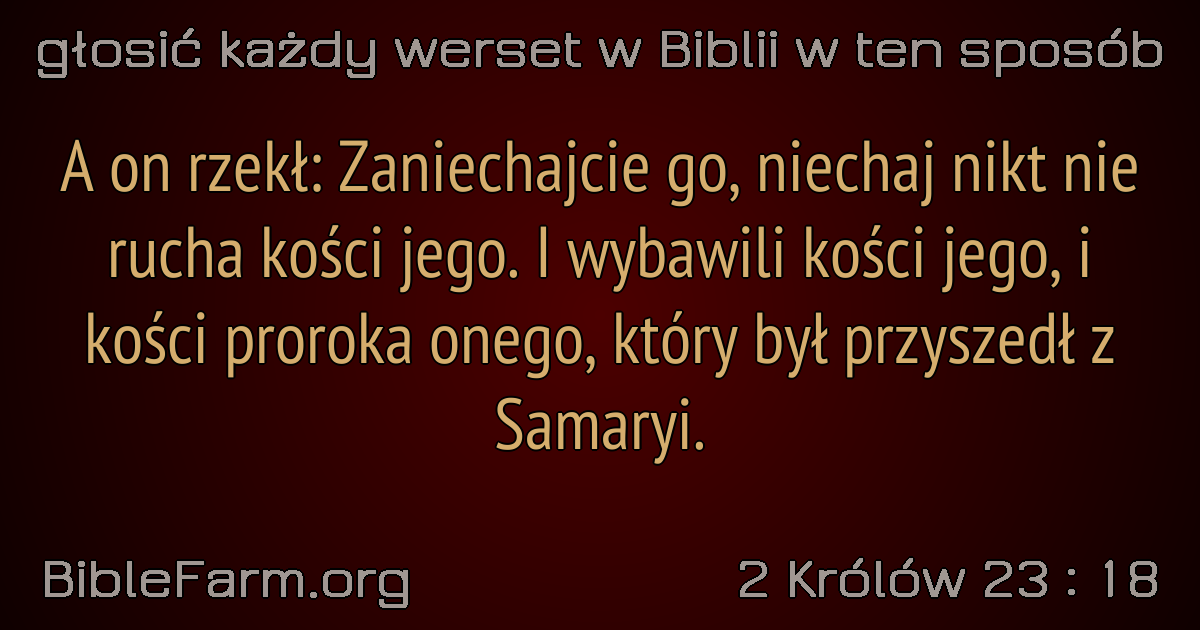 głosić każdy werset w Biblii w ten sposób
A on rzekł: Zaniechajcie go, niechaj nikt nie
rucha kości jego. I wybawili kości jego, i
kości proroka onego, który był przyszedł z
Samaryi.
BibleFarm.org
2 Królów 23 : 18